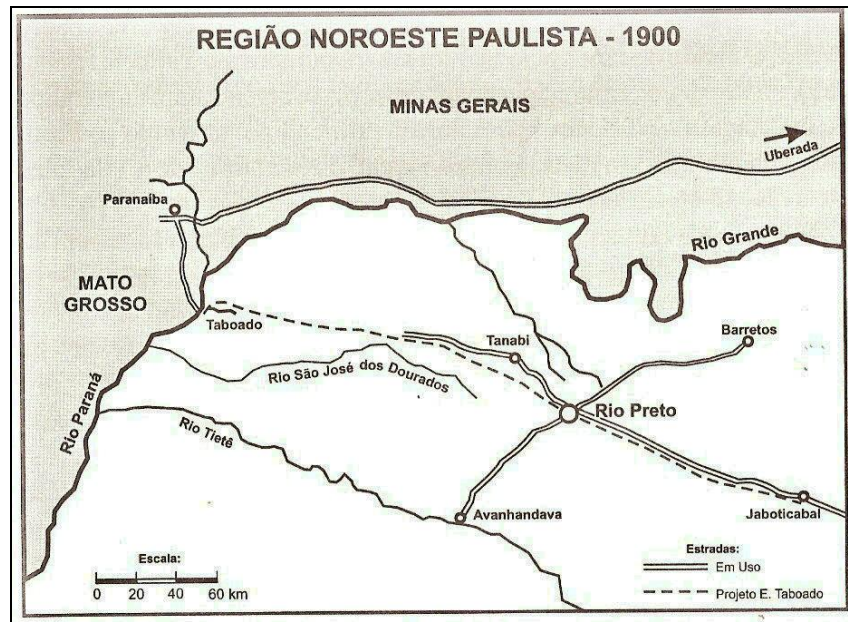 REGIÃO NOROESTE PAULISTA - 1900
MINAS GERAIS
Uberada
Paranaíba
Rio Grande
MATO
GROSSO
Taboado
Tanabi
Barretos
Rio São José dos Dourados
Rio Preto
Rio Paraná
Rio Tietê
Avanhandava
Jaboticabal
Escala:
0 20 40 60 km
Estradas:
Em Uso
Projeto E. Taboado